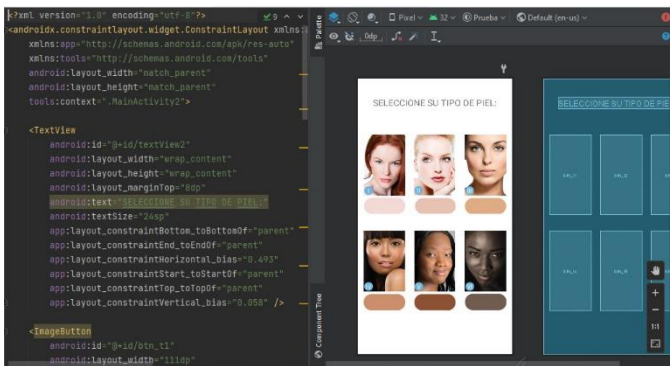 <?xml version="1.0" encoding="utf-8"?>
9
<androidx.constraintlayout.widget.ConstraintLayout xmlns:
xmlns:app="http://schemas.android.com/apk/res-auto"
xmlns:tools="http://schemas.android.com/tools"
android:layout_width="match_parent"
android:layout_height="match_parent"
tools:context=".MainActivity2">
<TextView
android:id="@+id/textView2"
android:layout_width="wrap_content"
android:layout_height="wrap_content"
android:layout_marginTop="8dp"
android:text="SELECCIONE SU TIPO DE PIEL:"
android:textSize="24sp"
app:layout_constraintBottom_toBottomOf="parent"
app:layout_constraintEnd_toEndOf="parent"
app:layout_constraintHorizontal_bias="0.493"
app:layout_constraintStart_toStartOf="parent"
app:layout_constraintTop_toTopOf="parent"
app:layout_constraintVertical_bias="0.058" />
<ImageButton
android:id="@+id/btn_t1"
android:layout_width="111dp"
Palette
Component Tree
Pixel
32
Prueba
Default (en-us)
0dp
SELECCIONE SU TIPO DE PIEL:
SELECCIONE SU TIPO DE PIE
1:1